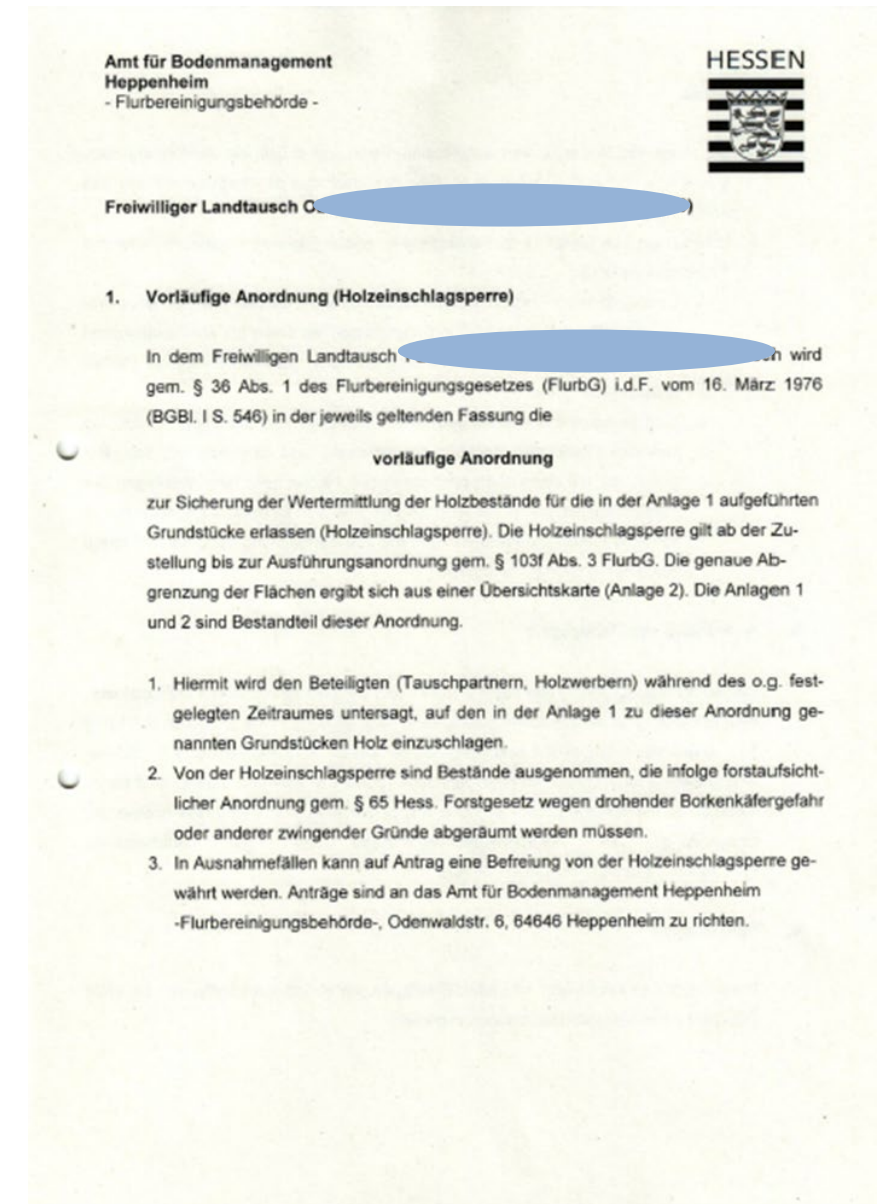 Amt für Bodenmanagement
Heppenheim
- Flurbereinigungsbehörde -
HESSEN
Freiwilliger Landtausch
1. Vorläufige Anordnung (Holzeinschlagsperre)
In dem Freiwilligen Landtausch wird
gem. § 36 Abs. 1 des Flurbereinigungsgesetzes (FlurbG) i.d.F. vom 16. März 1976
(BGBl. I S. 546) in der jeweils geltenden Fassung die
vorläufige Anordnung
zur Sicherung der Wertermittlung der Holzbestände für die in der Anlage 1 aufgeführten
Grundstücke erlassen (Holzeinschlagsperre). Die Holzeinschlagsperre gilt ab der Zu-
stellung bis zur Ausführungsanordnung gem. § 103f Abs. 3 FlurbG. Die genaue Ab-
grenzung der Flächen ergibt sich aus einer Übersichtskarte (Anlage 2). Die Anlagen 1
und 2 sind Bestandteil dieser Anordnung.
1. Hiermit wird den Beteiligten (Tauschpartnern, Holzwerbern) während des o.g. fest-
gelegten Zeitraumes untersagt, auf den in der Anlage 1 zu dieser Anordnung ge-
nannten Grundstücken Holz einzuschlagen.
2. Von der Holzeinschlagsperre sind Bestände ausgenommen, die infolge forstaufsicht-
licher Anordnung gem. § 65 Hess. Forstgesetz wegen drohender Borkenkäfergefahr
oder anderer zwingender Gründe abgeräumt werden müssen.
3. In Ausnahmefällen kann auf Antrag eine Befreiung von der Holzeinschlagsperre ge-
währt werden. Anträge sind an das Amt für Bodenmanagement Heppenheim
-Flurbereinigungsbehörde-, Odenwaldstr. 6, 64646 Heppenheim zu richten.